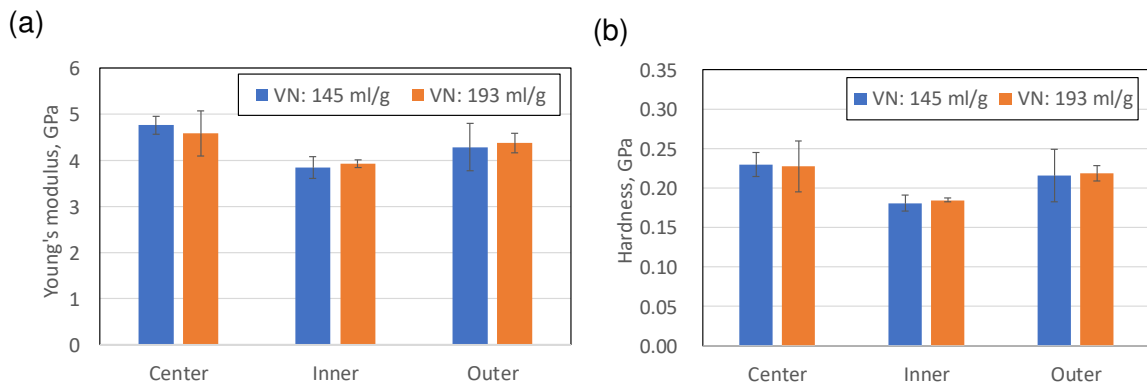 (a)
Young's modulus, GPa
6
5
4
3
2
1
0
VN: 145 ml/g VN: 193 ml/g
Center Inner Outer
(b)
Hardness, GPa
0.35
0.30
0.25
0.20
0.15
0.10
0.05
0.00
VN: 145 ml/g VN: 193 ml/g
Center Inner Outer